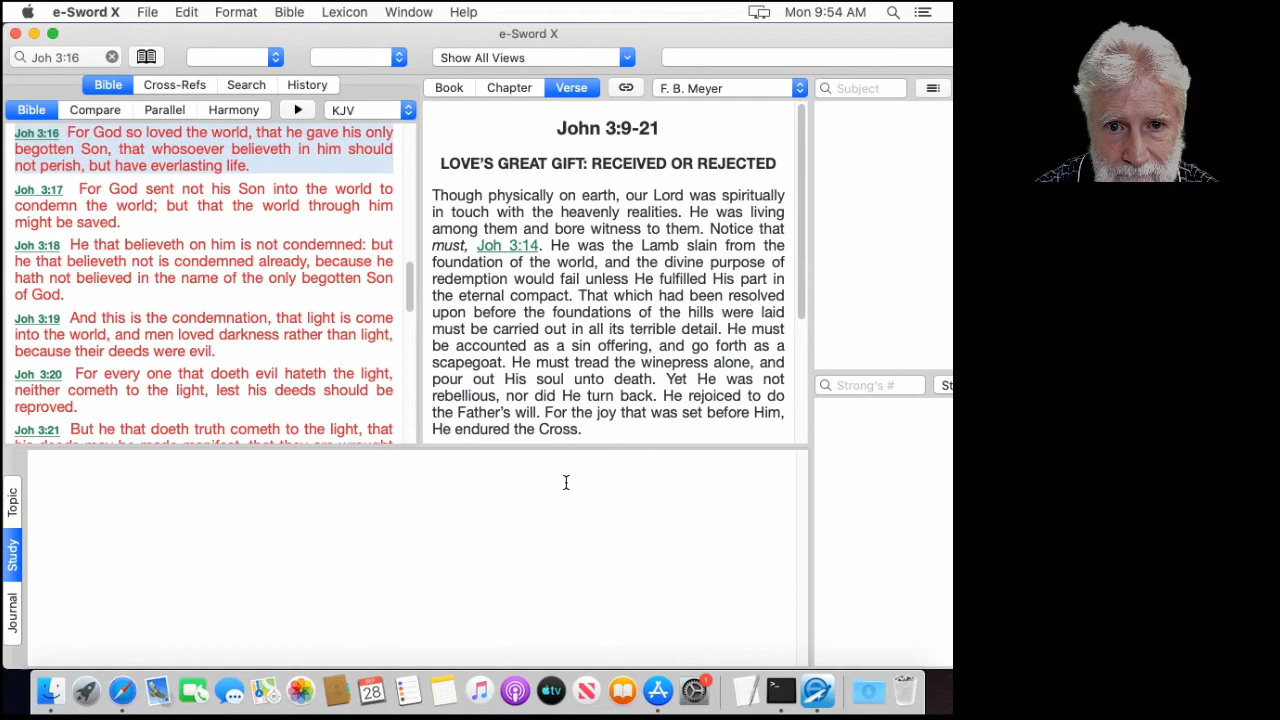 e-Sword X File Edit Format Bible Lexicon Window Help Mon 9:54 AM
e-Sword X
Joh 3:16 Show All Views
Bible Cross-Refs Search History
Book Chapter Verse F. B. Meyer Subject
Bible Compare Parallel Harmony KJV
Joh 3:16 For God so loved the world, that he gave his only
begotten Son, that whosoever believeth in him should
not perish, but have everlasting life.
Joh 3:17 For God sent not his Son into the world to
condemn the world; but that the world through him
might be saved.
Joh 3:18 He that believeth on him is not condemned: but
he that believeth not is condemned already, because he
hath not believed in the name of the only begotten Son
of God.
Joh 3:19 And this is the condemnation, that light is come
into the world, and men loved darkness rather than light,
because their deeds were evil.
Joh 3:20 For every one that doeth evil hateth the light,
neither cometh to the light, lest his deeds should be
reproved.
Joh 3:21 But he that doeth truth cometh to the light, that
his deeds may be made manifest, that they are wrought
John 3:9-21
LOVE'S GREAT GIFT: RECEIVED OR REJECTED
Though physically on earth, our Lord was spiritually
in touch with the heavenly realities. He was living
among them and bore witness to them. Notice that
must, Joh 3:14. He was the Lamb slain from the
foundation of the world, and the divine purpose of
redemption would fail unless He fulfilled His part in
the eternal compact. That which had been resolved
upon before the foundations of the hills were laid
must be carried out in all its terrible detail. He must
be accounted as a sin offering, and go forth as a
scapegoat. He must tread the winepress alone, and
pour out His soul unto death. Yet He was not
rebellious, nor did He turn back. He rejoiced to do
the Father's will. For the joy that was set before Him,
He endured the Cross.
Strong's # St
Topic
Study
Journal
SEP
28
tv
1